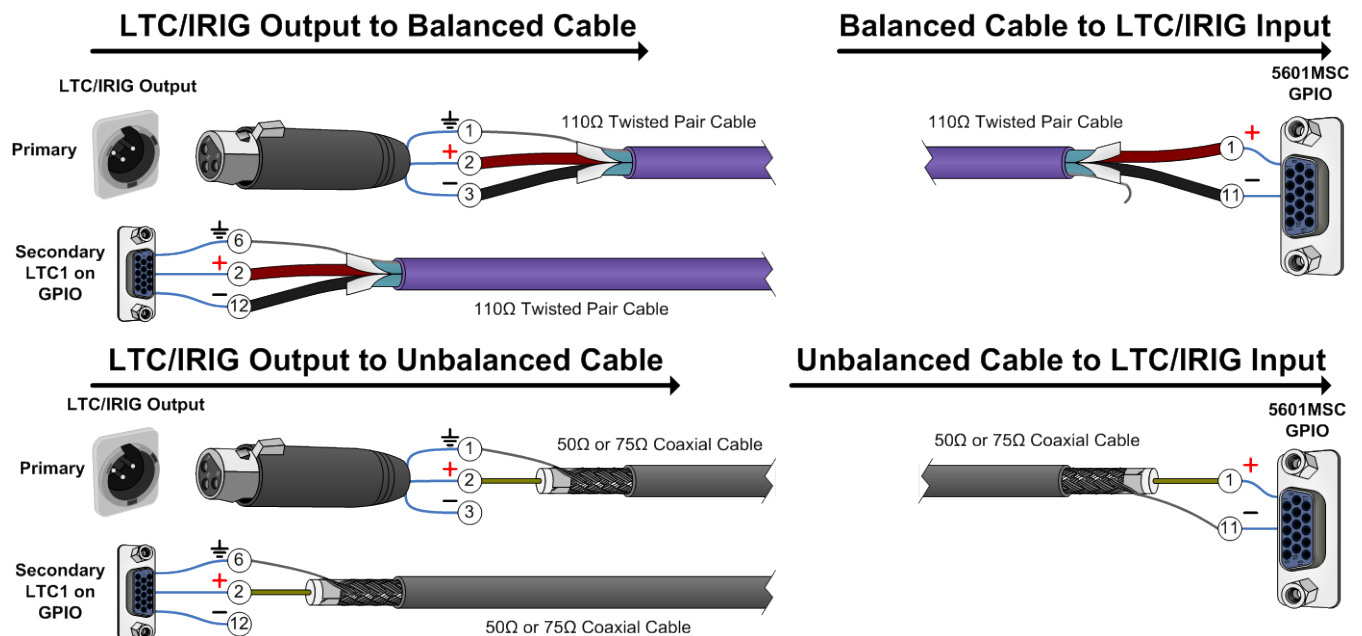 LTC/IRIG Output to Balanced Cable
LTC/IRIG Output
Primary
1
+
2
−
3
110Ω Twisted Pair Cable
Secondary
LTC1 on
GPIO
6
+
2
−
12
110Ω Twisted Pair Cable
Balanced Cable to LTC/IRIG Input
5601MSC
GPIO
110Ω Twisted Pair Cable
+
1
−
11
LTC/IRIG Output to Unbalanced Cable
LTC/IRIG Output
Primary
1
+
2
−
3
50Ω or 75Ω Coaxial Cable
Secondary
LTC1 on
GPIO
6
+
2
−
12
50Ω or 75Ω Coaxial Cable
Unbalanced Cable to LTC/IRIG Input
5601MSC
GPIO
50Ω or 75Ω Coaxial Cable
+
1
−
11